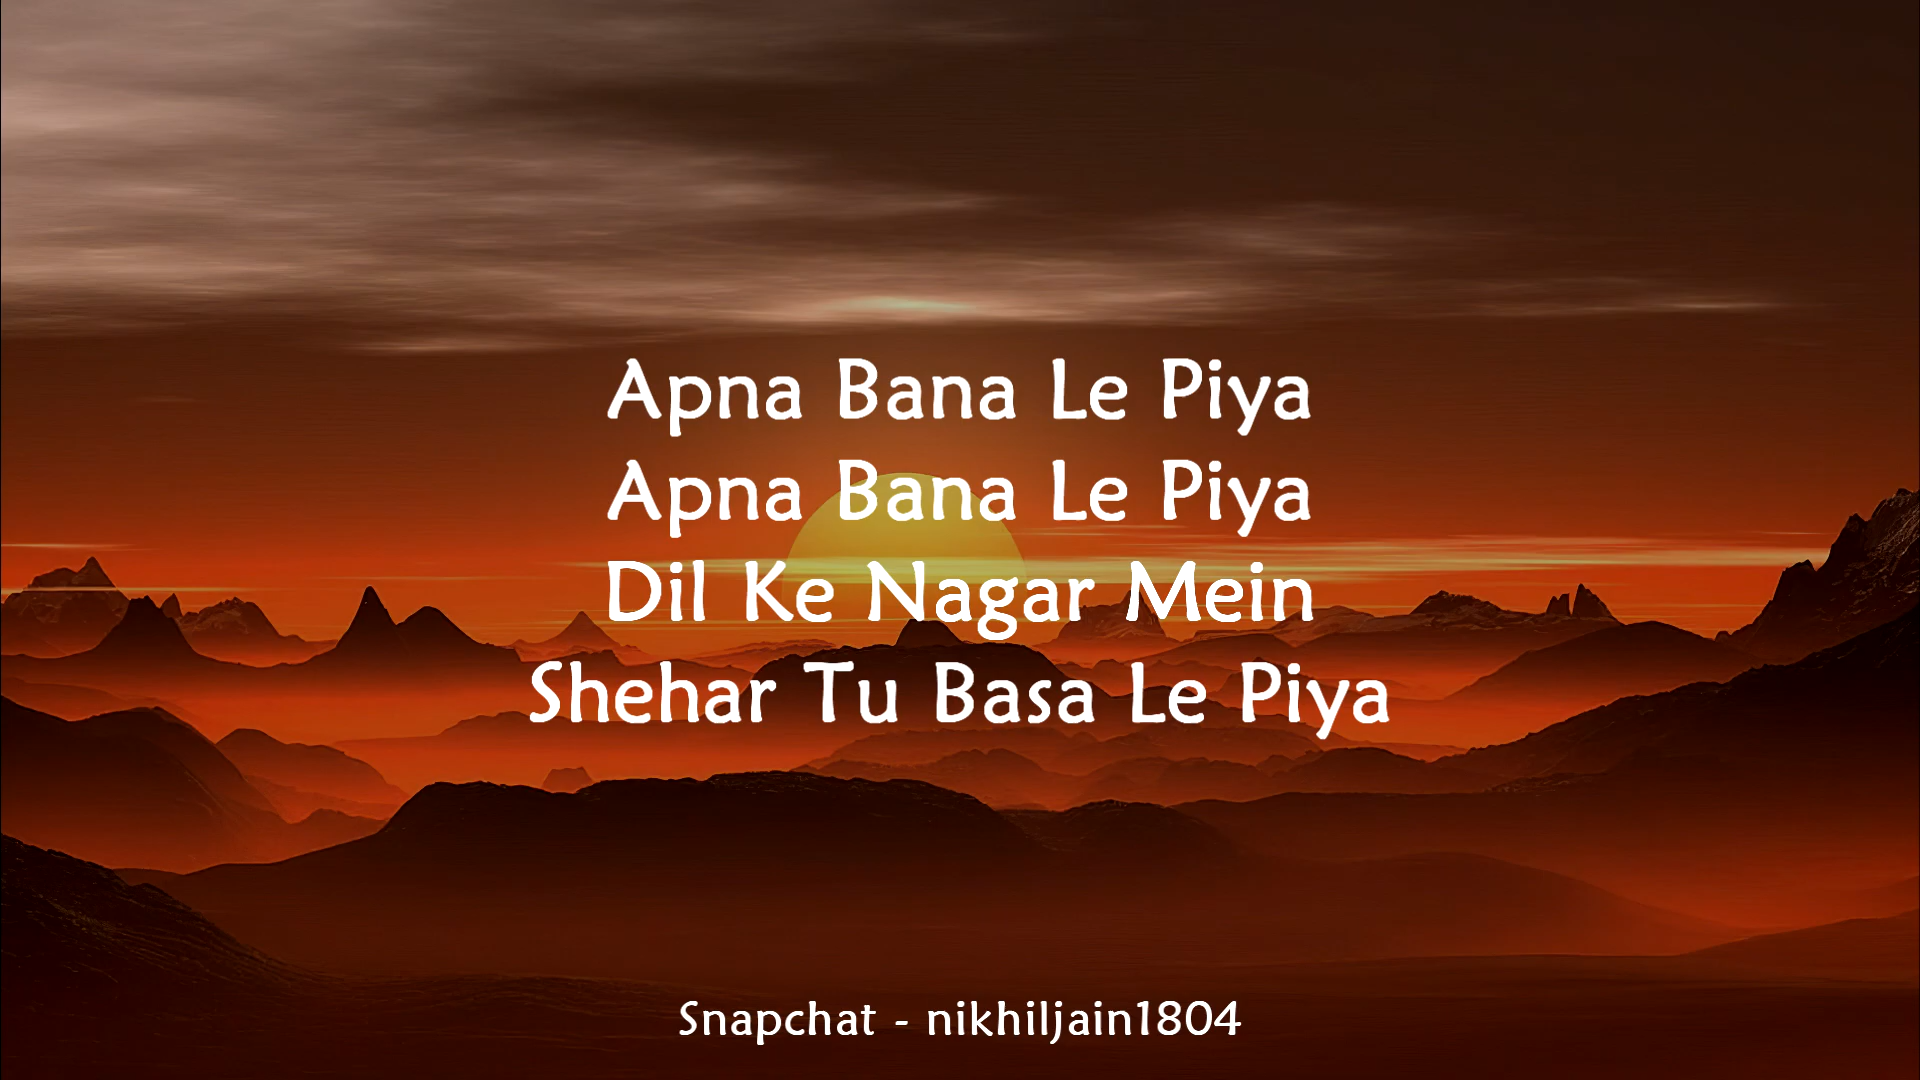 Apna Bana Le Piya
Apna Bana Le Piya
Dil Ke Nagar Mein
Shehar Tu Basa Le Piya
Snapchat - nikhiljain1804